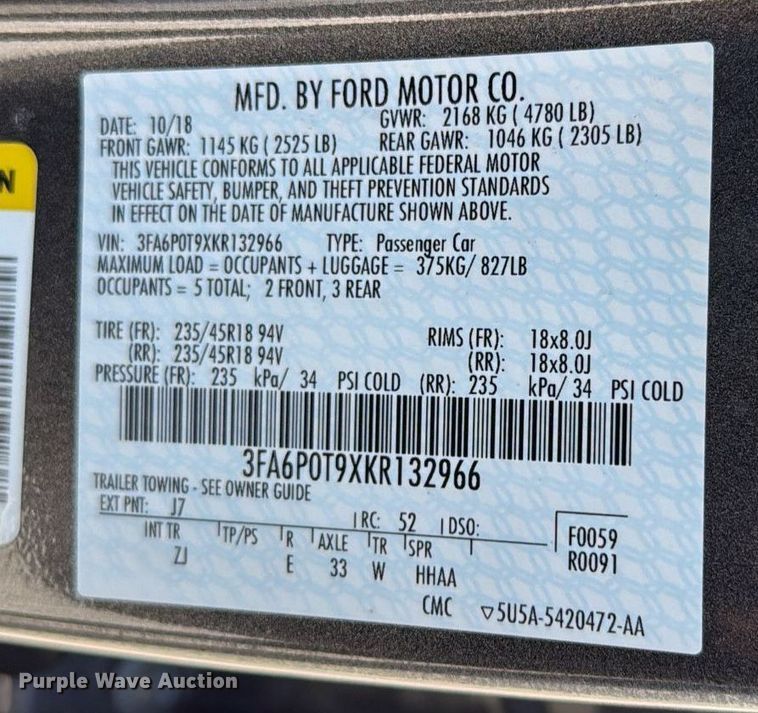 MFD. BY FORD MOTOR CO.
DATE: 10/18 GVWR: 2168 KG ( 4780 LB)
FRONT GAWR: 1145 KG ( 2525 LB) REAR GAWR: 1046 KG ( 2305 LB)
THIS VEHICLE CONFORMS TO ALL APPLICABLE FEDERAL MOTOR
VEHICLE SAFETY, BUMPER, AND THEFT PREVENTION STANDARDS
IN EFFECT ON THE DATE OF MANUFACTURE SHOWN ABOVE.
VIN: 3FA6P0T9XKR132966 TYPE: Passenger Car
MAXIMUM LOAD = OCCUPANTS + LUGGAGE = 375KG/ 827LB
OCCUPANTS = 5 TOTAL; 2 FRONT, 3 REAR
TIRE (FR): 235/45R18 94V RIMS (FR): 18x8.0J
(RR): 235/45R18 94V (RR): 18x8.0J
PRESSURE (FR): 235 kPa/ 34 PSI COLD (RR): 235 kPa/ 34 PSI COLD
3FA6P0T9XKR132966
TRAILER TOWING - SEE OWNER GUIDE
EXT PNT: J7 RC: 52 DSO: F0059
INT TR TP/PS R AXLE TR SPR R0091
ZJ E 33 W HHAA
CMC ▽5U5A-5420472-AA
N
Purple Wave Auction